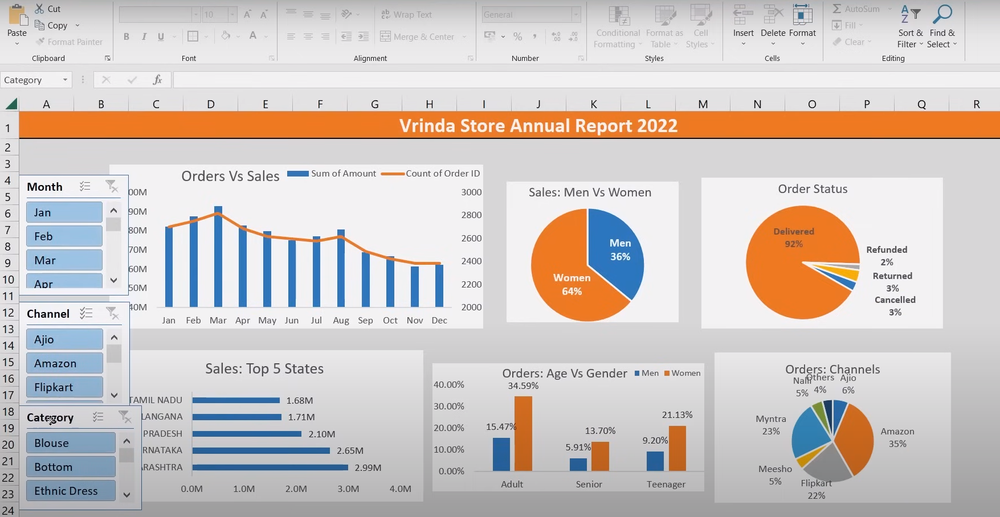 Cut
Copy
Format Painter
Paste
Clipboard
10
A A
B I U A
Font
ab
Wrap Text
Merge & Center
Alignment
General
% ,
Number
Conditional
Formatting
Format as
Table
Cell
Styles
Styles
Insert
Delete
Format
Cells
AutoSum
Fill
Clear
Sort &
Filter
Find &
Select
Editing
Category
fx
A B C D E F G H I J K L M N O P Q R
1
2
3
4
5
6
7
8
9
10
11
12
13
14
15
16
17
18
19
20
21
22
23
24
Vrinda Store Annual Report 2022
Month
Jan
Feb
Mar
Apr
Channel
Ajio
Amazon
Flipkart
Category
Blouse
Bottom
Ethnic Dress
Orders Vs Sales
Sum of Amount Count of Order ID
00M
90M
80M
70M
60M
50M
40M
3000
2800
2600
2400
2200
2000
Jan Feb Mar Apr May Jun Jul Aug Sep Oct Nov Dec
Sales: Men Vs Women
Men
36%
Women
64%
Order Status
Delivered
92%
Refunded
2%
Returned
3%
Cancelled
3%
Sales: Top 5 States
TAMIL NADU 1.68M
LANGANA 1.71M
PRADESH 2.10M
RNATAKA 2.65M
ARASHTRA 2.99M
0.0M 1.0M 2.0M 3.0M 4.0M
Orders: Age Vs Gender
Men Women
40.00%
30.00%
20.00%
10.00%
0.00%
15.47% 34.59%
5.91% 13.70%
9.20% 21.13%
Adult Senior Teenager
Orders: Channels
Nalli
5%
Others
4%
Ajio
6%
Myntra
23%
Amazon
35%
Meesho
5%
Flipkart
22%